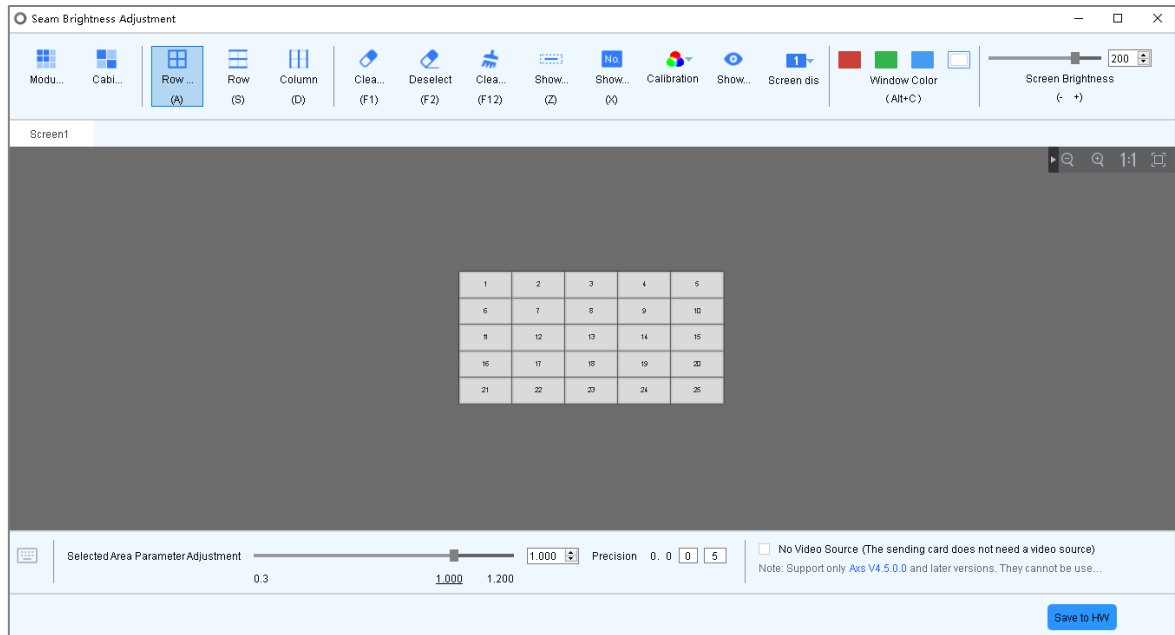 Seam Brightness Adjustment
Modu... Cabi... Row ... Row Column Clea... Deselect Clea... Show... Show... Calibration Show... Screen dis Window Color Screen Brightness
No. 1 200
(A) (S) (D) (F1) (F2) (F12) (Z) (X) (Alt+C) (- +)
Screen1
1:1
1 2 3 4 5
6 7 8 9 10
11 12 13 14 15
16 17 18 19 20
21 22 23 24 25
Selected Area Parameter Adjustment 1.000 Precision 0. 0 0 5
0.3 1.000 1.200
No Video Source (The sending card does not need a video source)
Note: Support only Axs V4.5.0.0 and later versions. They cannot be use...
Save to HW